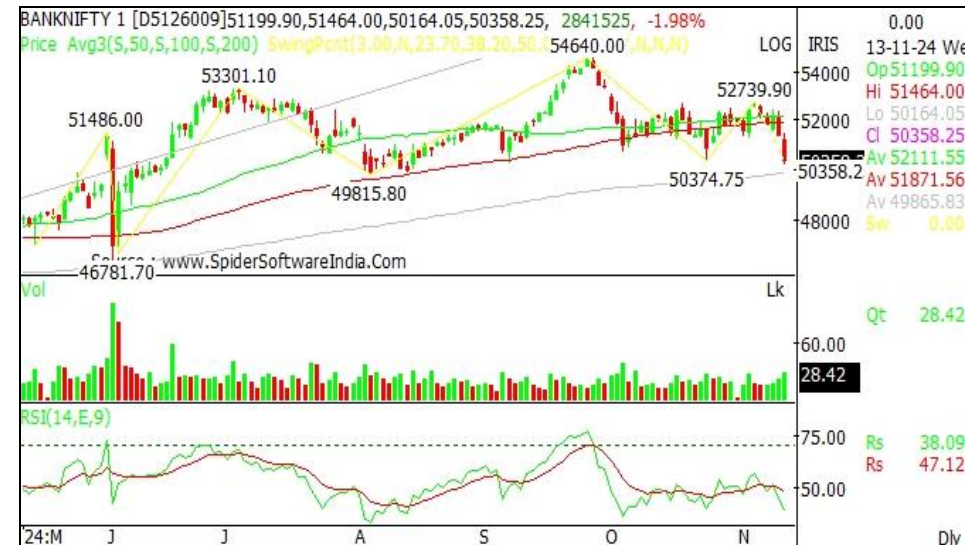 BANKNIFTY 1 [D5126009]51199.90,51464.00,50164.05,50358.25, 2841525, -1.98%
Price Avg3(S,50,S,100,S,200) SwingPcnt(3.00,N,23.70,38.20,50. ,N,N,N)
LOG
IRIS
0.00
13-11-24 We
Op51199.90
Hi 51464.00
Lo 50164.05
Cl 50358.25
Av 52111.55
Av 51871.56
Av 49865.83
Sw 0.00
54640.00
53301.10
52739.90
51486.00
54000
52000
50358.2
48000
50374.75
49815.80
www.SpiderSoftwareIndia.Com
46781.70
Vol
Lk
Qt 28.42
60.00
28.42
RSI(14,E,9)
75.00
50.00
Rs 38.09
Rs 47.12
'24:M J J A S O N
Dly